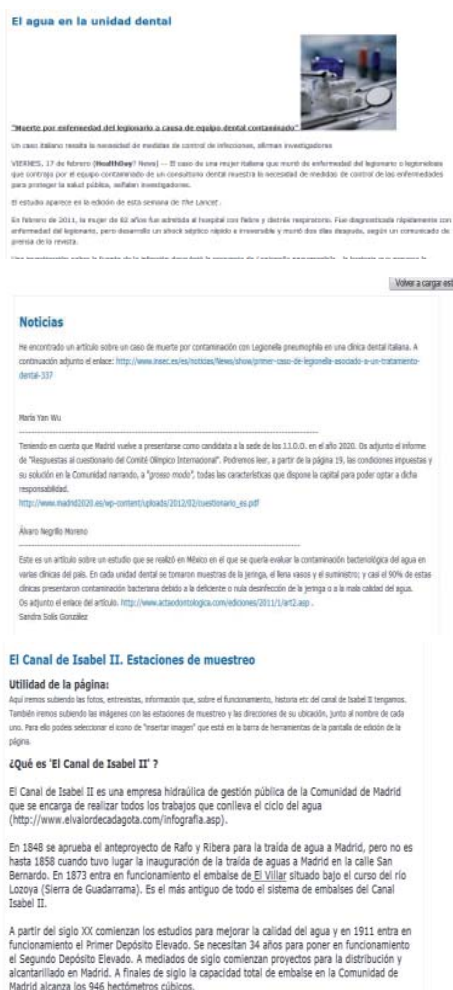 El agua en la unidad dental
"Muerte por enfermedad del legionario a causa de equipo dental contaminado"
Un caso italiano resalta la necesidad de medidas de control de infecciones, afirman investigadores
VIERNES, 17 de febrero (HealthDay News) -- El caso de una mujer italiana que murió de enfermedad del legionario o legionelosis
que contrajo por el equipo contaminado de un consultorio dental muestra la necesidad de medidas de control de las enfermedades
para proteger la salud pública, señalan investigadores.
El estudio aparece en la edición de esta semana de The Lancet.
En febrero de 2011, la mujer de 82 años fue admitida al hospital con fiebre y distrés respiratorio. Fue diagnosticada rápidamente con
enfermedad del legionario, pero desarrolló un shock séptico rápido e irreversible y murió dos días después, según un comunicado de
prensa de la revista.
Volver a cargar est
Noticias
He encontrado un artículo sobre un caso de muerte por contaminación con Legionella pneumophila en una clínica dental italiana. A
continuación adjunto el enlace: http://www.insec.es/es/noticias/News/show/primer-caso-de-legionella-asociado-a-un-tratamiento-
dental-337
María Yan Wu
Teniendo en cuenta que Madrid vuelve a presentarse como candidata a la sede de los JJ.OO. en el año 2020. Os adjunto el informe
de "Respuestas al cuestionario del Comité Olímpico Internacional". Podremos leer, a partir de la página 19, las condiciones impuestas y
su solución en la Comunidad narrando, a "grosso modo", todas las características que dispone la capital para poder optar a dicha
responsabilidad.
http://www.madrid2020.es/wp-content/uploads/2012/02/cuestionario_es.pdf
Álvaro Negrillo Moreno
Este es un artículo sobre un estudio que se realizó en México en el que se quería evaluar la contaminación bacteriológica del agua en
varias clínicas del país. En cada unidad dental se tomaron muestras de la jeringa, el llena vasos y el suministro; y casi el 90% de estas
clínicas presentaron contaminación bacteriana debido a la deficiente o nula desinfección de la jeringa o a la mala calidad del agua.
Os adjunto el enlace del artículo. http://www.actaodontologica.com/ediciones/2011/1/art2.asp .
Sandra Solís González
El Canal de Isabel II. Estaciones de muestreo
Utilidad de la página:
Aquí iremos subiendo las fotos, entrevistas, información que, sobre el funcionamiento, historia etc del canal de Isabel II tengamos.
También iremos subiendo las imágenes con las estaciones de muestreo y las direcciones de su ubicación, junto al nombre de cada
uno. Para ello podeis seleccionar el icono de "insertar imagen" que está en la barra de herramientas de la pantalla de edición de la
página.
¿Qué es 'El Canal de Isabel II' ?
El Canal de Isabel II es una empresa hidráulica de gestión pública de la Comunidad de Madrid
que se encarga de realizar todos los trabajos que conlleva el ciclo del agua
(http://www.elvalordecadagota.com/infografia.asp).
En 1848 se aprueba el anteproyecto de Rafo y Ribera para la traída de agua a Madrid, pero no es
hasta 1858 cuando tuvo lugar la inauguración de la traída de aguas a Madrid en la calle San
Bernardo. En 1873 entra en funcionamiento el embalse de El Villar situado bajo el curso del río
Lozoya (Sierra de Guadarrama). Es el más antiguo de todo el sistema de embalses del Canal
Isabel II.
A partir del siglo XX comienzan los estudios para mejorar la calidad del agua y en 1911 entra en
funcionamiento el Primer Depósito Elevado. Se necesitan 34 años para poner en funcionamiento
el Segundo Depósito Elevado. A mediados de siglo comienzan proyectos para la distribución y
alcantarillado en Madrid. A finales de siglo la capacidad total de embalse en la Comunidad de
Madrid alcanza los 946 hectómetros cúbicos.